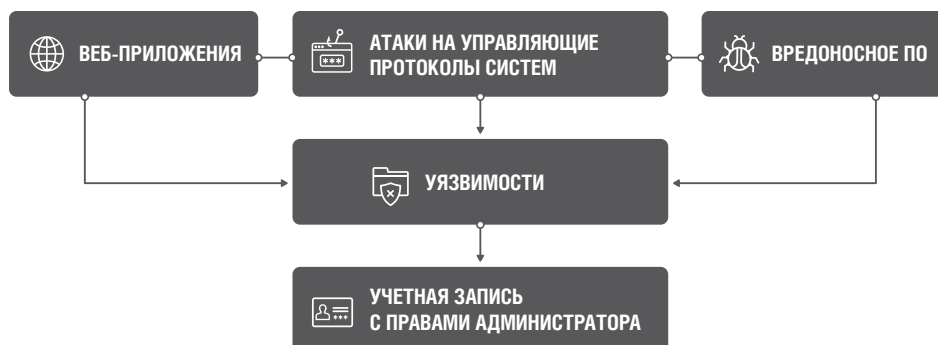 ВЕБ-ПРИЛОЖЕНИЯ
АТАКИ НА УПРАВЛЯЮЩИЕ
ПРОТОКОЛЫ СИСТЕМ
ВРЕДОНОСНОЕ ПО
УЯЗВИМОСТИ
УЧЕТНАЯ ЗАПИСЬ
С ПРАВАМИ АДМИНИСТРАТОРА